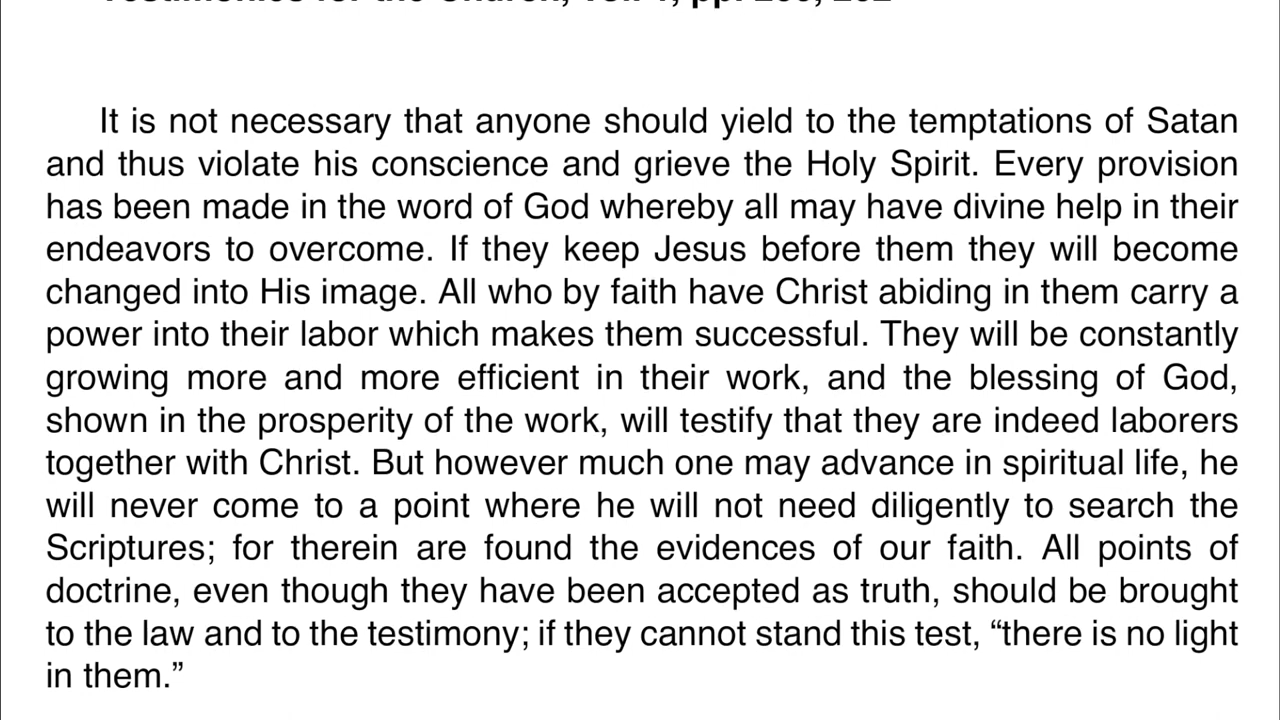 Testimonies for the Church, vol.
It is not necessary that anyone should yield to the temptations of Satan
and thus violate his conscience and grieve the Holy Spirit. Every provision
has been made in the word of God whereby all may have divine help in their
endeavors to overcome. If they keep Jesus before them they will become
changed into His image. All who by faith have Christ abiding in them carry a
power into their labor which makes them successful. They will be constantly
growing more and more efficient in their work, and the blessing of God,
shown in the prosperity of the work, will testify that they are indeed laborers
together with Christ. But however much one may advance in spiritual life, he
will never come to a point where he will not need diligently to search the
Scriptures; for therein are found the evidences of our faith. All points of
doctrine, even though they have been accepted as truth, should be brought
to the law and to the testimony; if they cannot stand this test, “there is no light
in them.”